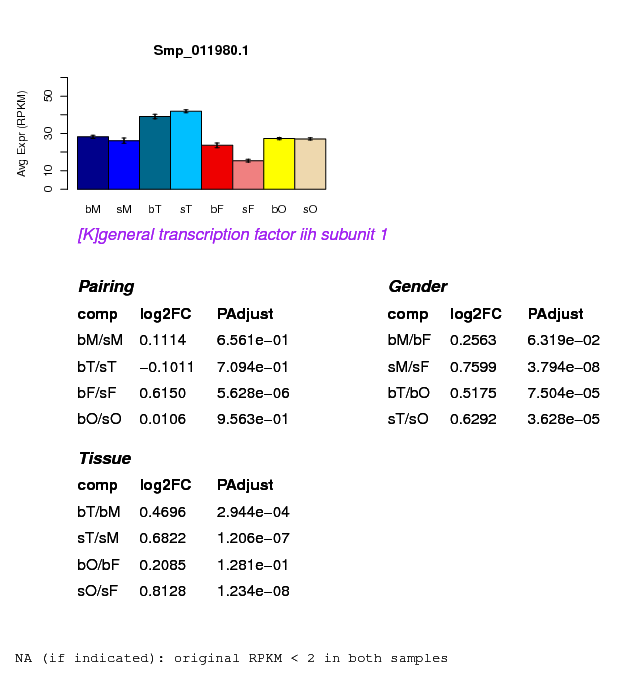 Smp_011980.1
Avg Expr (RPKM)
0 10 30 50
bM sM bT sT bF sF bO sO
[K]general transcription factor iih subunit 1
Pairing
comp log2FC PAdjust
bM/sM 0.1114 6.561e−01
bT/sT −0.1011 7.094e−01
bF/sF 0.6150 5.628e−06
bO/sO 0.0106 9.563e−01
Gender
comp log2FC PAdjust
bM/bF 0.2563 6.319e−02
sM/sF 0.7599 3.794e−08
bT/bO 0.5175 7.504e−05
sT/sO 0.6292 3.628e−05
Tissue
comp log2FC PAdjust
bT/bM 0.4696 2.944e−04
sT/sM 0.6822 1.206e−07
bO/bF 0.2085 1.281e−01
sO/sF 0.8128 1.234e−08
NA (if indicated): original RPKM < 2 in both samples